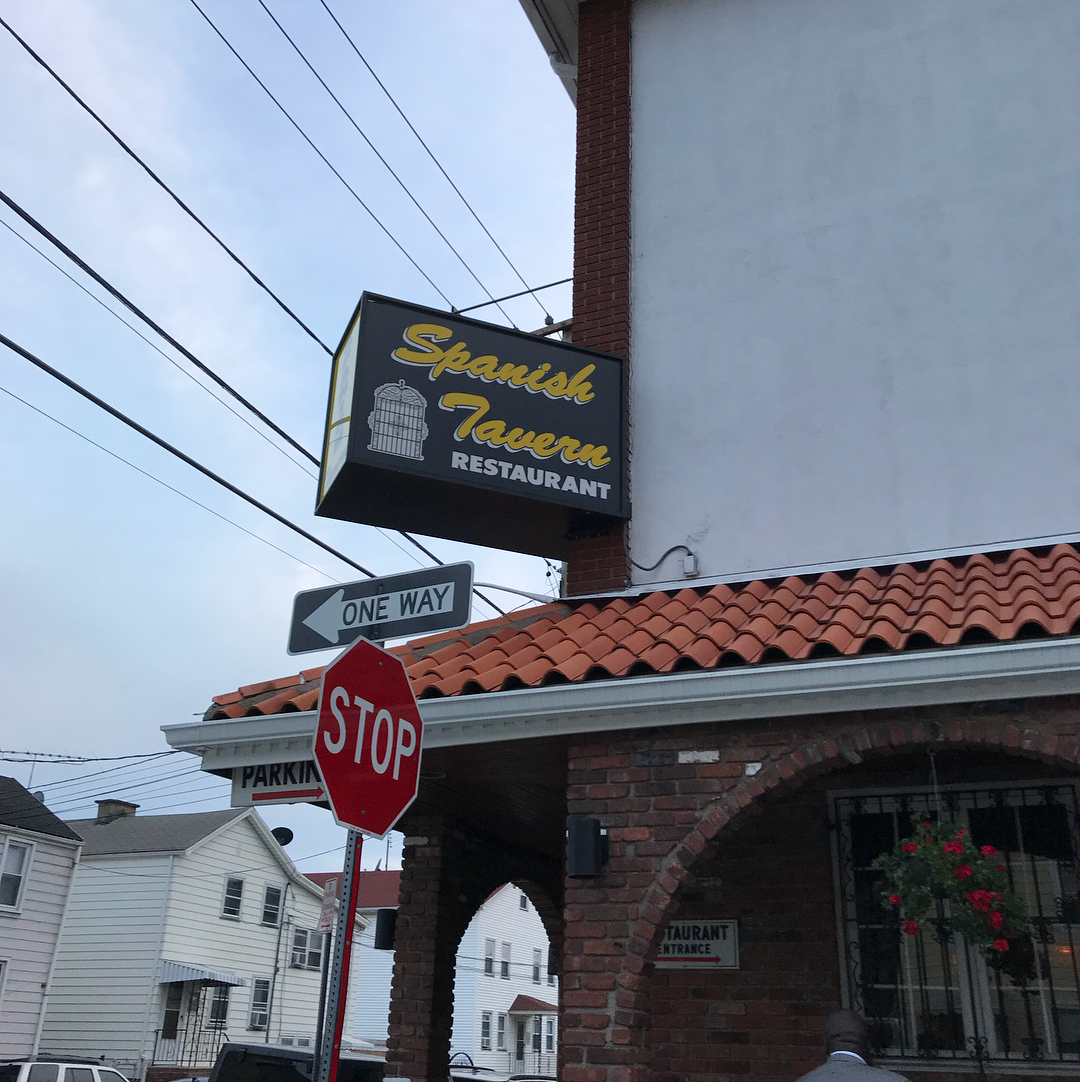 Spanish
Tavern
RESTAURANT
ONE WAY
STOP
PARKIN
TAURANT
ENTRANCE